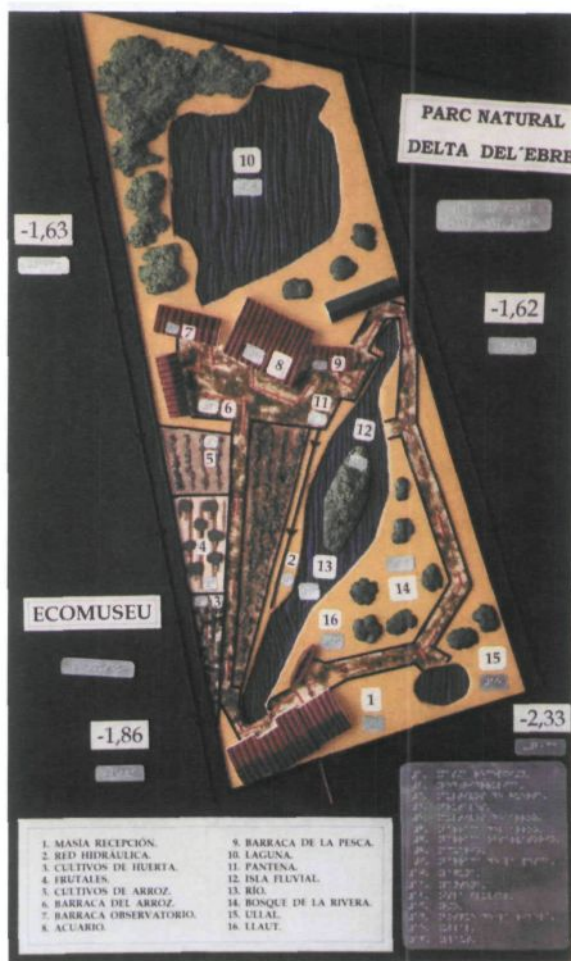 PARC NATURAL
DELTA DEL´EBRE
10
-1,63
-1,62
7
8
9
6
11
12
5
2
13
4
14
3
16
ECOMUSEU
15
1
-1,86
-2,33
1. MASÍA RECEPCIÓN.
2. RED HIDRÁULICA.
3. CULTIVOS DE HUERTA.
4. FRUTALES.
5. CULTIVOS DE ARROZ.
6. BARRACA DEL ARROZ.
7. BARRACA OBSERVATORIO.
8. ACUARIO.
9. BARRACA DE LA PESCA.
10. LAGUNA.
11. PANTENA.
12. ISLA FLUVIAL.
13. RÍO.
14. BOSQUE DE LA RIVERA.
15. ULLAL.
16. LLAUT.